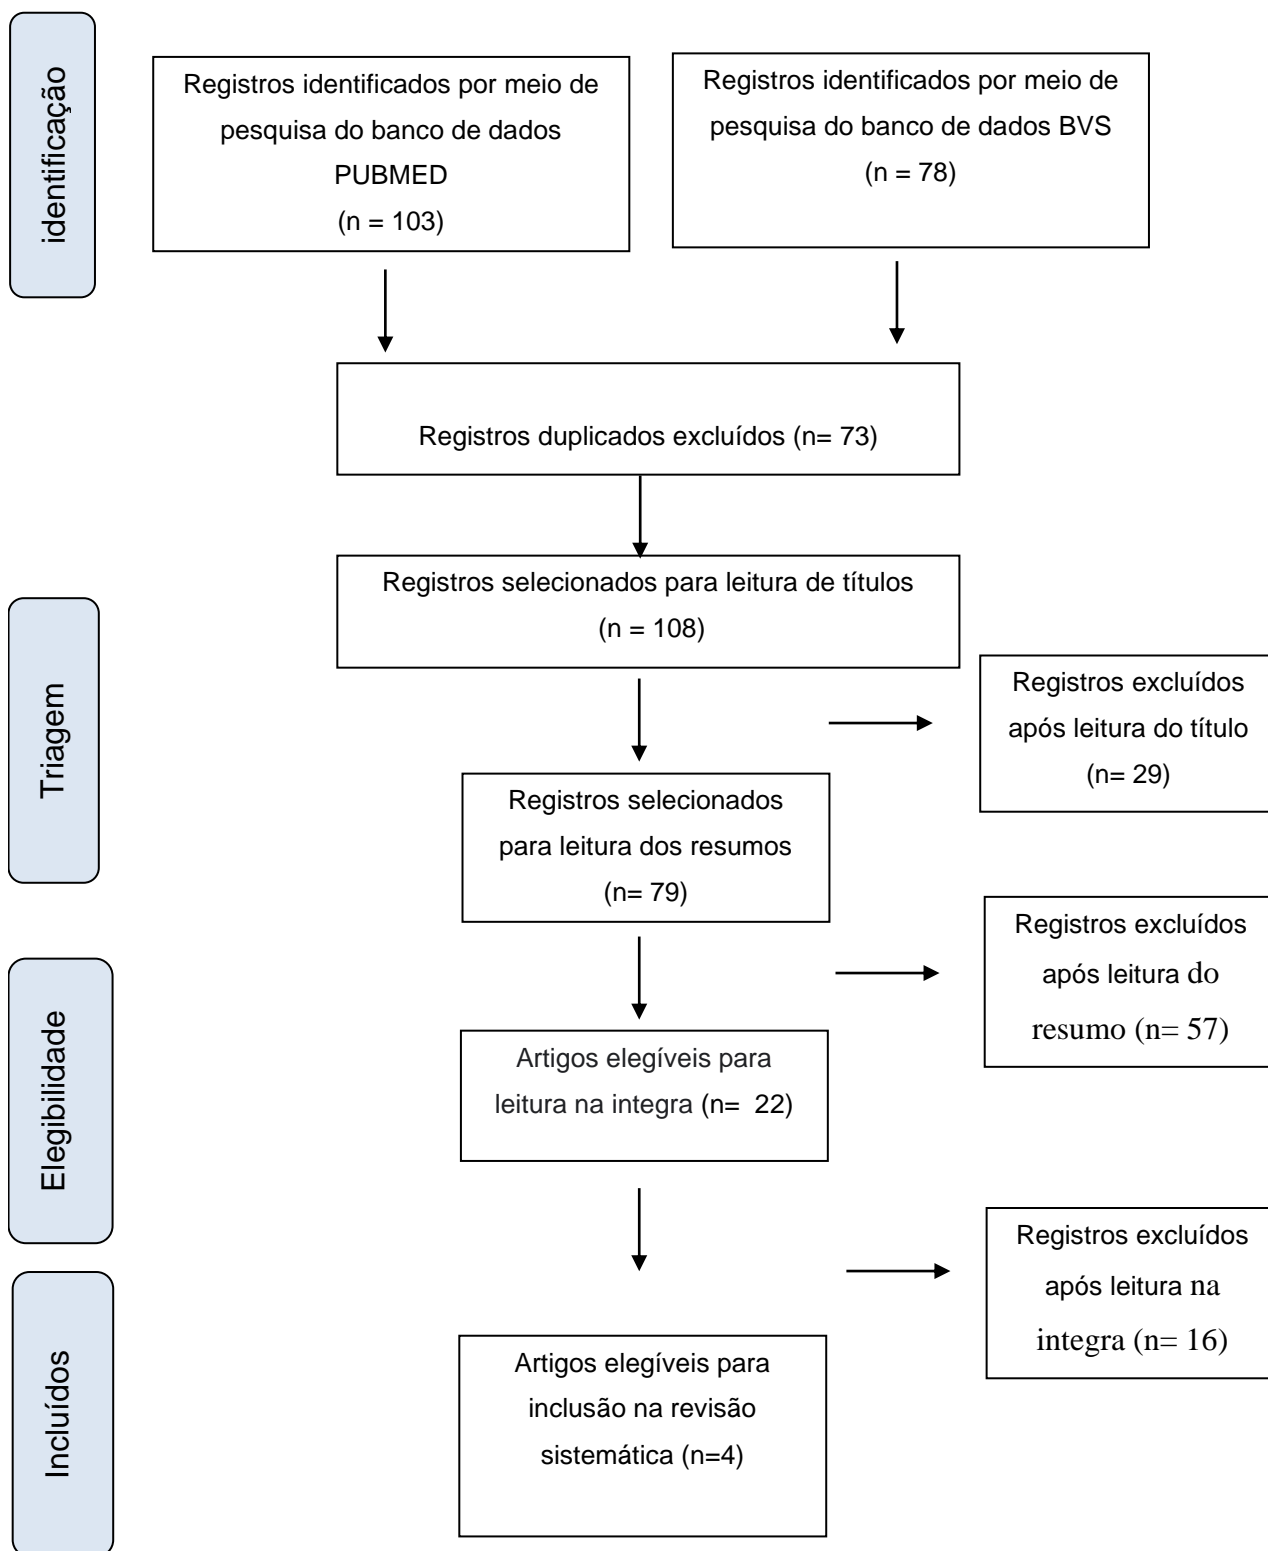 identificação
Registros identificados por meio de
pesquisa do banco de dados
PUBMED
(n = 103)
Registros identificados por meio de
pesquisa do banco de dados BVS
(n = 78)
Registros duplicados excluídos (n= 73)
Triagem
Registros selecionados para leitura de títulos
(n = 108)
Registros excluídos
após leitura do título
(n= 29)
Registros selecionados
para leitura dos resumos
(n= 79)
Registros excluídos
após leitura do
resumo (n= 57)
Elegibilidade
Artigos elegíveis para
leitura na integra (n= 22)
Registros excluídos
após leitura na
integra (n= 16)
Incluídos
Artigos elegíveis para
inclusão na revisão
sistemática (n=4)